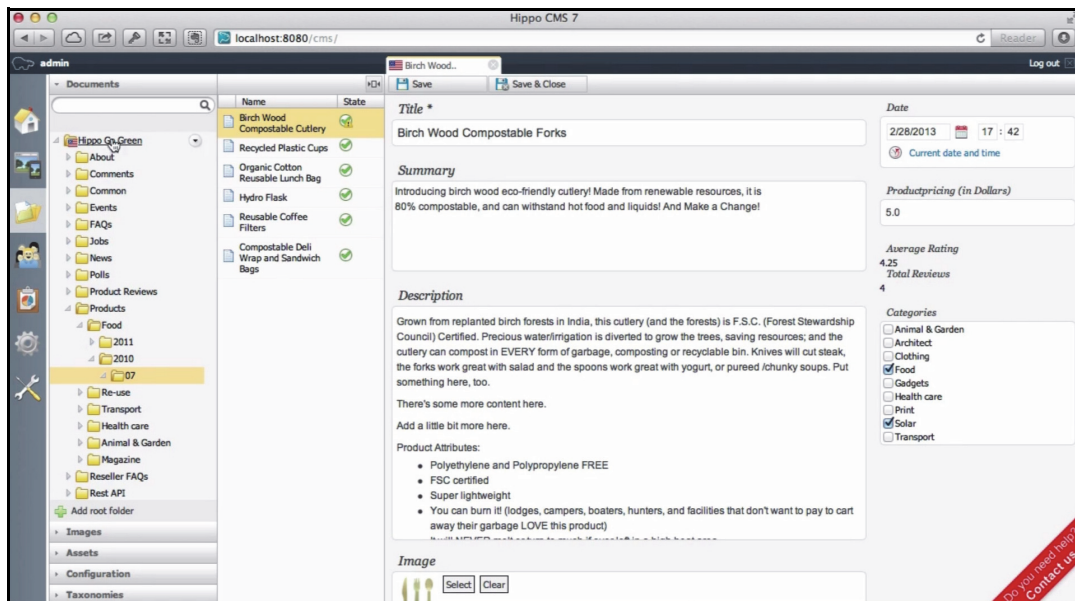 Hippo CMS 7
localhost:8080/cms/
Reader
admin
Birch Wood..
Log out
Documents
Save
Save & Close
Name
State
Hippo Go Green
About
Comments
Common
Events
FAQs
Jobs
News
Polls
Product Reviews
Products
Food
2011
2010
07
Re-use
Transport
Health care
Animal & Garden
Magazine
Reseller FAQs
Rest API
Add root folder
Images
Assets
Configuration
Taxonomies
Birch Wood
Compostable Cutlery
Recycled Plastic Cups
Organic Cotton
Reusable Lunch Bag
Hydro Flask
Reusable Coffee
Filters
Compostable Deli
Wrap and Sandwich
Bags
Title *
Birch Wood Compostable Forks
Summary
Introducing birch wood eco-friendly cutlery! Made from renewable resources, it is
80% compostable, and can withstand hot food and liquids! And Make a Change!
Description
Grown from replanted birch forests in India, this cutlery (and the forests) is F.S.C. (Forest Stewardship
Council) Certified. Precious water/irrigation is diverted to grow the trees, saving resources; and the
cutlery can compost in EVERY form of garbage, composting or recyclable bin. Knives will cut steak,
the forks work great with salad and the spoons work great with yogurt, or pureed /chunky soups. Put
something here, too.
There's some more content here.
Add a little bit more here.
Product Attributes:
Polyethylene and Polypropylene FREE
FSC certified
Super lightweight
You can burn it! (lodges, campers, boaters, hunters, and facilities that don't want to pay to cart
away their garbage LOVE this product)
Image
Select
Clear
Date
2/28/2013
17 : 42
Current date and time
Productpricing (in Dollars)
5.0
Average Rating
4.25
Total Reviews
4
Categories
Animal & Garden
Architect
Clothing
Food
Gadgets
Health care
Print
Solar
Transport
Do you need help?
Contact us